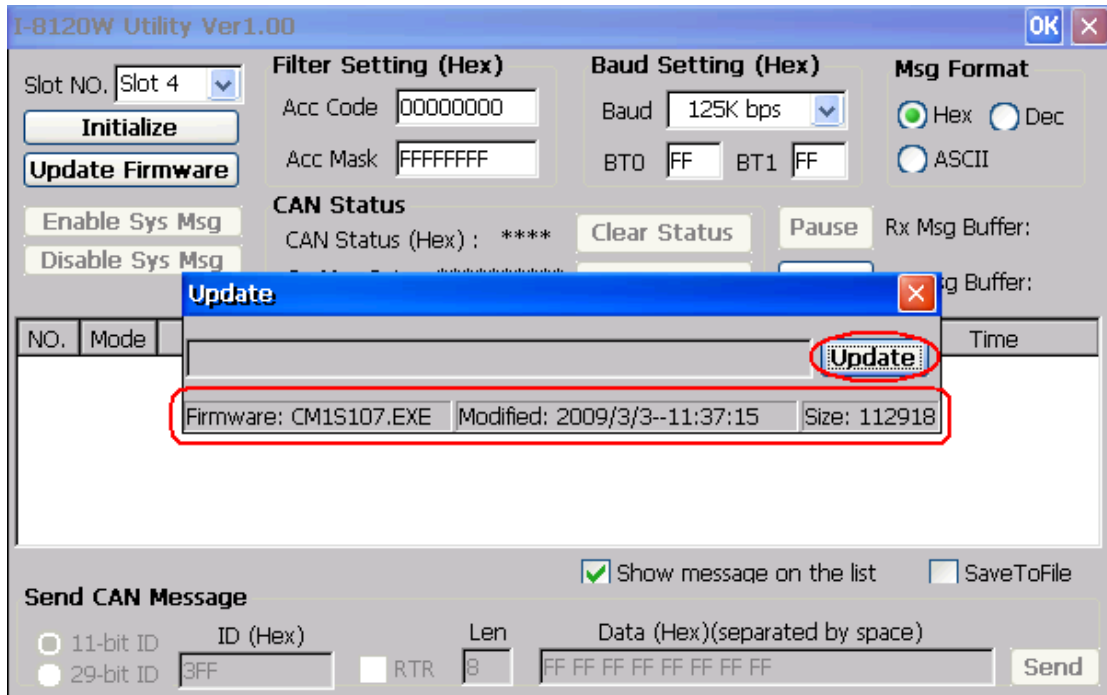 I-8120W Utility Ver1.00 OK
Slot NO. Slot 4
Initialize
Update Firmware
Enable Sys Msg
Disable Sys Msg
Filter Setting (Hex)
Acc Code 00000000
Acc Mask FFFFFFFF
Baud Setting (Hex)
Baud 125K bps
BT0 FF BT1 FF
Msg Format
Hex Dec
ASCII
CAN Status
CAN Status (Hex) : ****
Clear Status
Pause
Rx Msg Buffer:
Buffer:
Update
Update
Firmware: CM1S107.EXE Modified: 2009/3/3--11:37:15 Size: 112918
NO. Mode Time
Show message on the list SaveToFile
Send CAN Message
11-bit ID
29-bit ID
ID (Hex)
3FF
RTR
Len
8
Data (Hex)(separated by space)
FF FF FF FF FF FF FF FF
Send